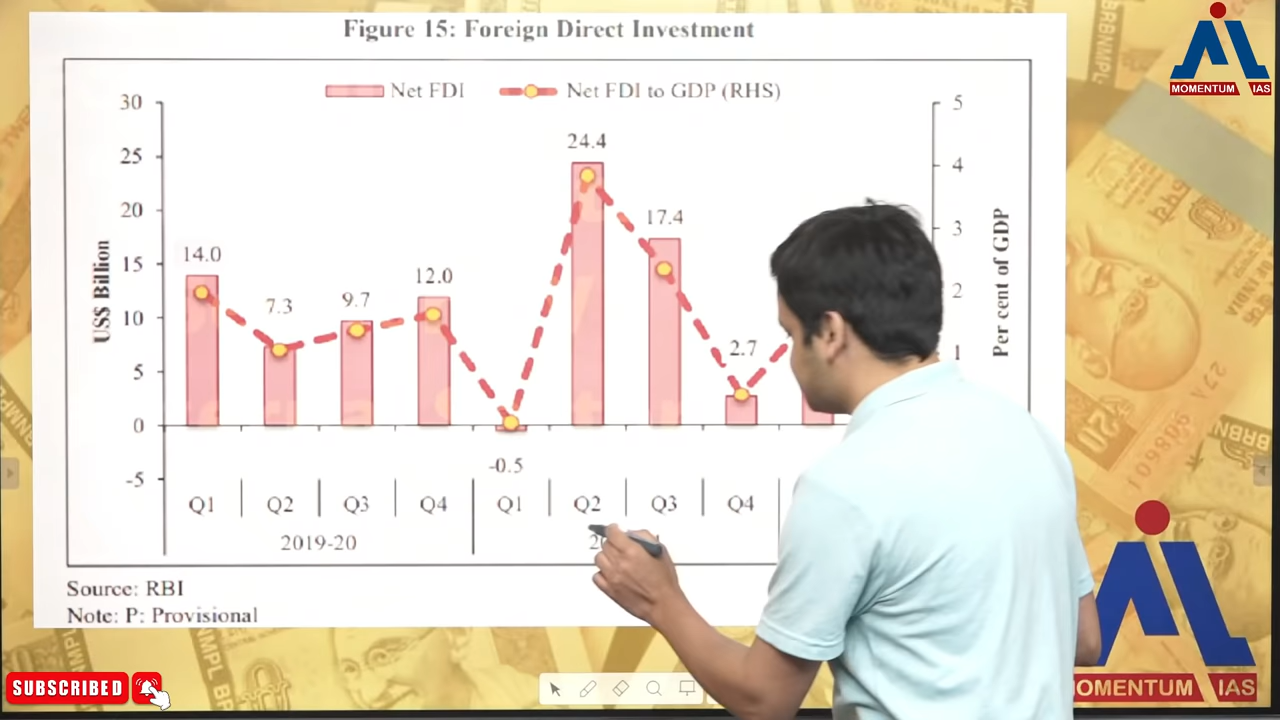 Figure 15: Foreign Direct Investment
Net FDI
Net FDI to GDP (RHS)
30
25
20
15
10
5
0
-5
US$ Billion
14.0
7.3
9.7
12.0
-0.5
24.4
17.4
2.7
5
4
3
2
1
Per cent of GDP
Q1 Q2 Q3 Q4 Q1 Q2 Q3 Q4
2019-20
Source: RBI
Note: P: Provisional
MOMENTUM IAS
OMENTUM IAS
SUBSCRIBED